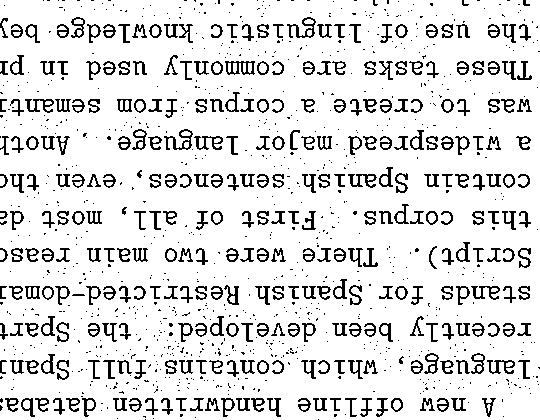 A new offline handwritten databas
language, which contains full Spani
recently been developed: the Spart
stands for Spanish Restricted-domai
Script). There were two main reaso
this corpus. First of all, most da
contain Spanish sentences, even tho
a widespread major language. Anoth
was to create a corpus from semanti
These tasks are commonly used in pr
the use of linguistic knowledge bey